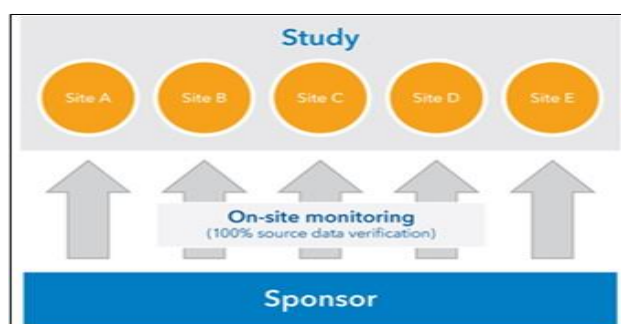 Study
Site A Site B Site C Site D Site E
On-site monitoring
(100% source data verification)
Sponsor